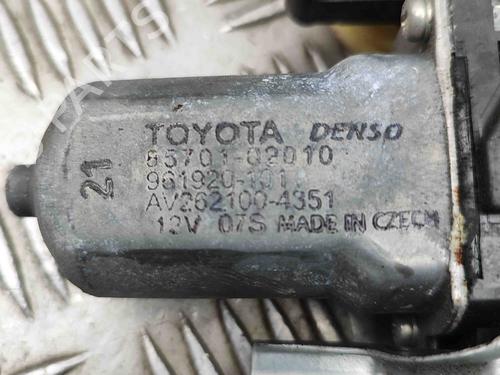 TOYOTA DENSO
85701-02010
961920-101
AV262100-4351
12V 07S MADE IN CZECH
21